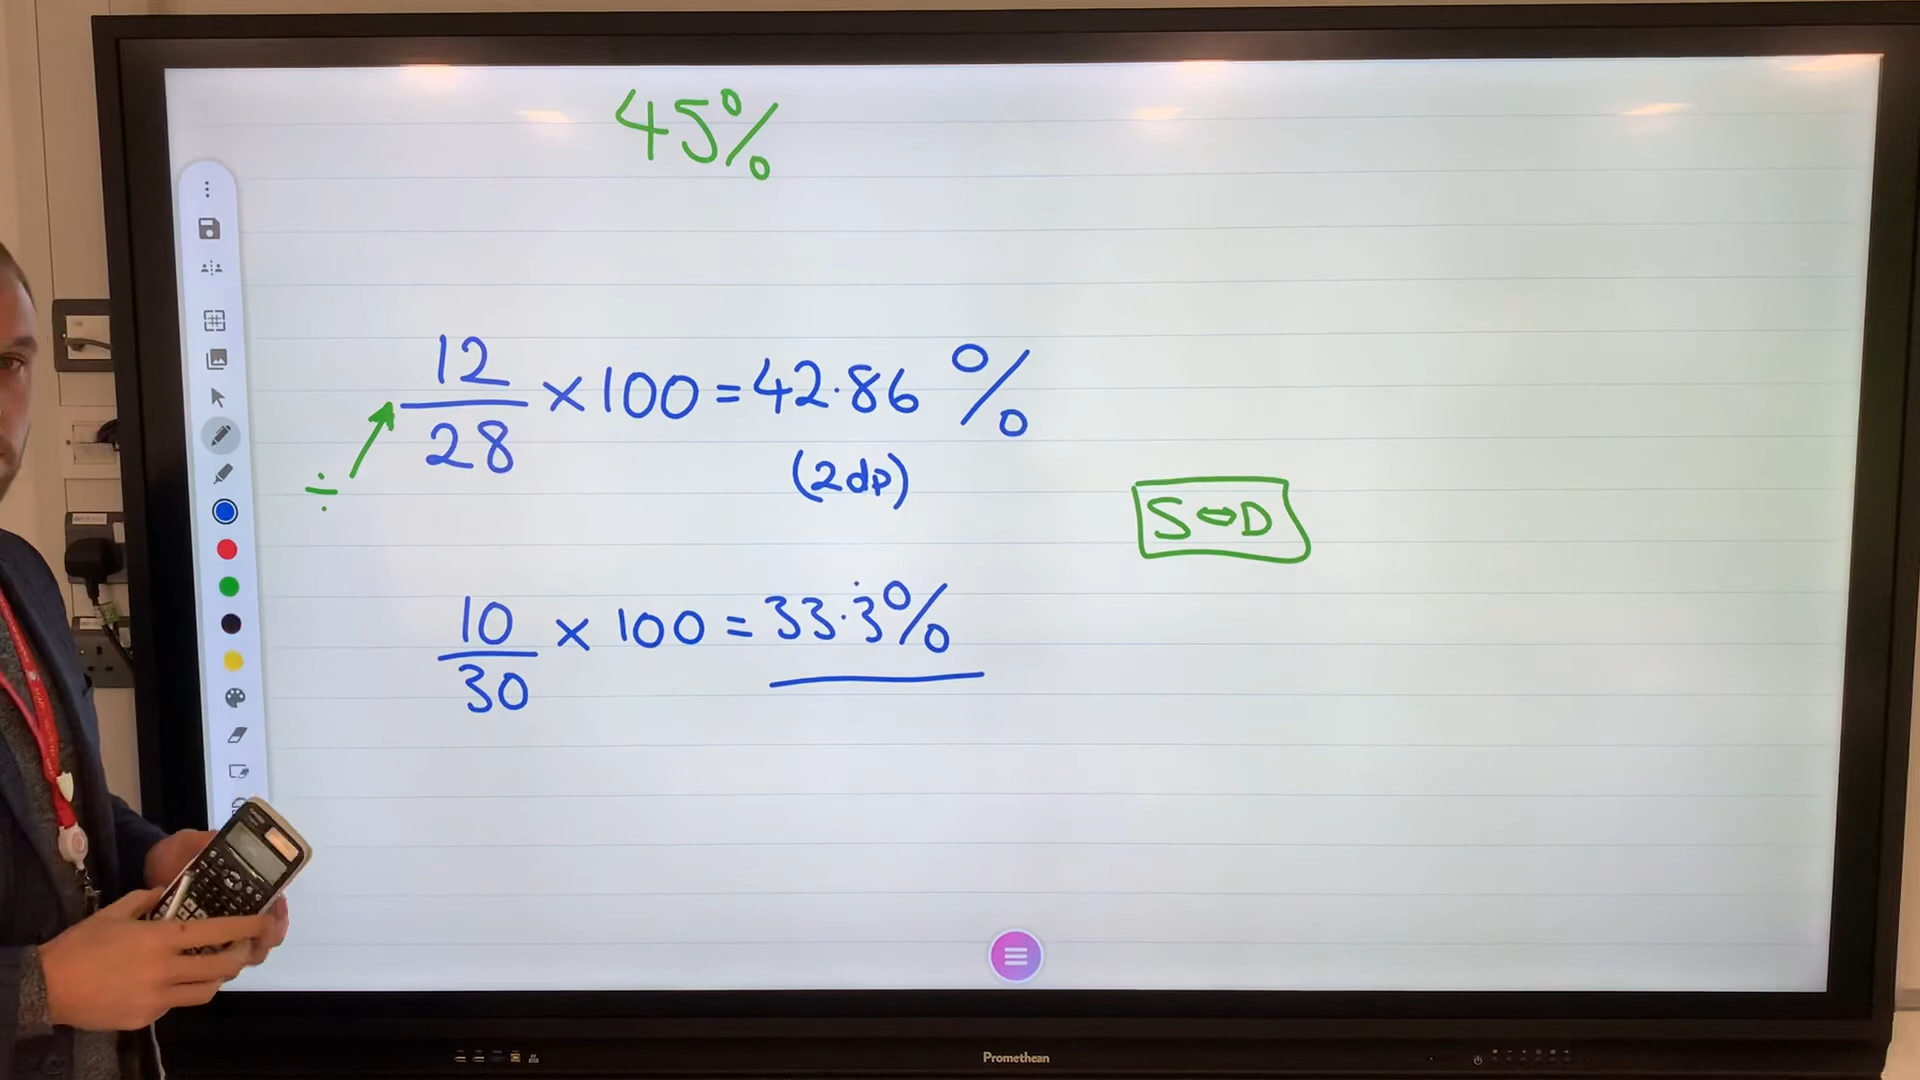 45%
12/28 × 100 = 42.86 %
(2dp)
÷
S⇔D
10/30 × 100 = 33.3̇%
Promethean